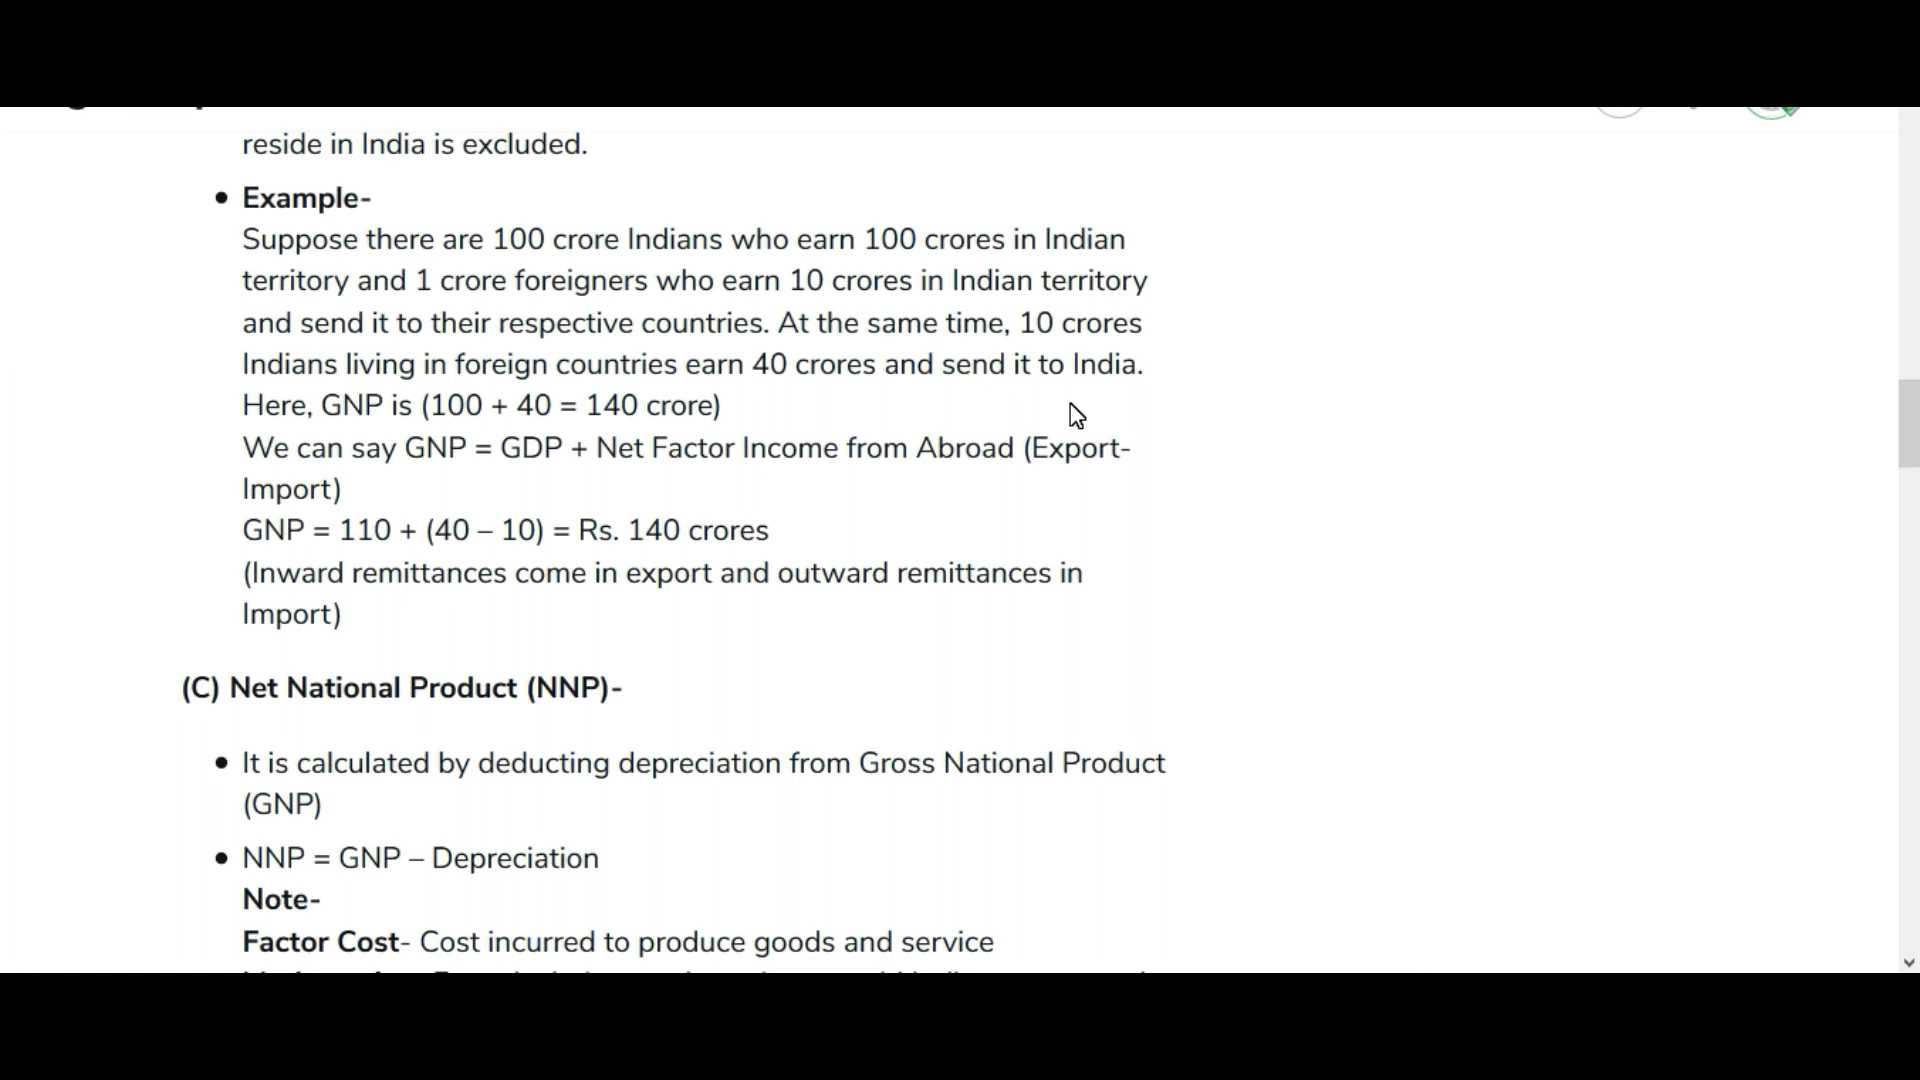 reside in India is excluded.
Example-
Suppose there are 100 crore Indians who earn 100 crores in Indian
territory and 1 crore foreigners who earn 10 crores in Indian territory
and send it to their respective countries. At the same time, 10 crores
Indians living in foreign countries earn 40 crores and send it to India.
Here, GNP is (100 + 40 = 140 crore)
We can say GNP = GDP + Net Factor Income from Abroad (Export-
Import)
GNP = 110 + (40 – 10) = Rs. 140 crores
(Inward remittances come in export and outward remittances in
Import)
(C) Net National Product (NNP)-
It is calculated by deducting depreciation from Gross National Product
(GNP)
NNP = GNP – Depreciation
Note-
Factor Cost- Cost incurred to produce goods and service